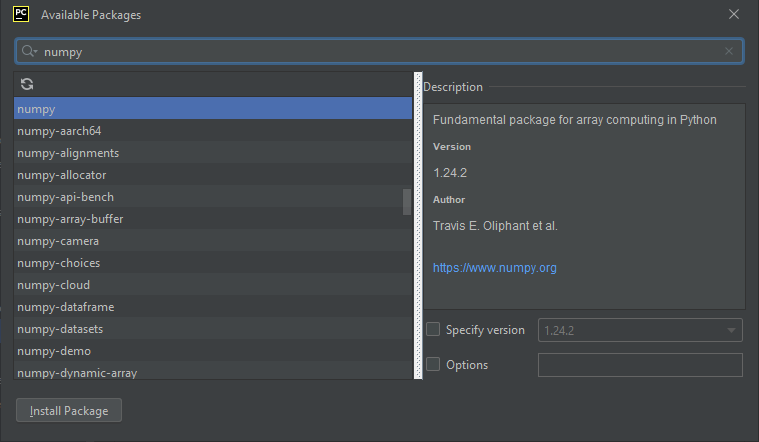 PC
Available Packages
numpy
numpy
numpy-aarch64
numpy-alignments
numpy-allocator
numpy-api-bench
numpy-array-buffer
numpy-camera
numpy-choices
numpy-cloud
numpy-dataframe
numpy-datasets
numpy-demo
numpy-dynamic-array
Description
Fundamental package for array computing in Python
Version
1.24.2
Author
Travis E. Oliphant et al.
https://www.numpy.org
Specify version
1.24.2
Options
Install Package